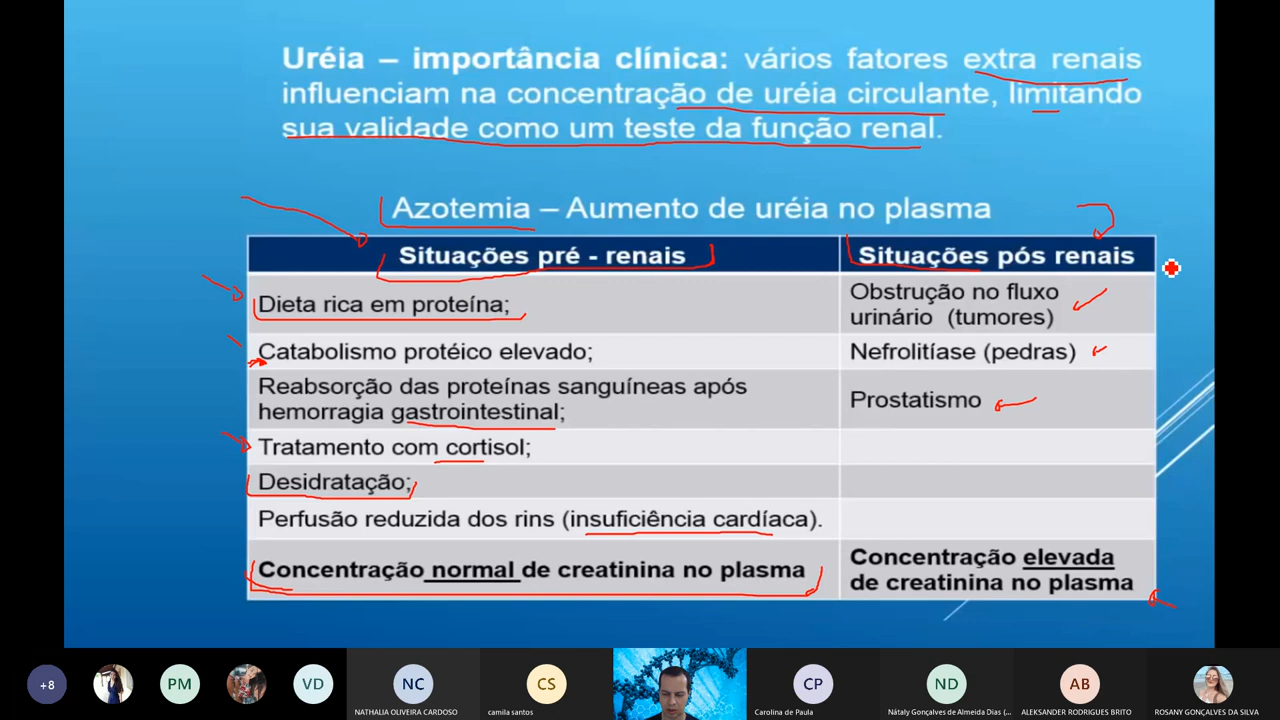 Uréia – importância clínica: vários fatores extra renais
influenciam na concentração de uréia circulante, limitando
sua validade como um teste da função renal.
Azotemia – Aumento de uréia no plasma
Situações pré - renais
Situações pós renais
Dieta rica em proteína;
Obstrução no fluxo
urinário (tumores)
Catabolismo protéico elevado;
Nefrolitíase (pedras)
Reabsorção das proteínas sanguíneas após
hemorragia gastrointestinal;
Prostatismo
Tratamento com cortisol;
Desidratação;
Perfusão reduzida dos rins (insuficiência cardíaca).
Concentração normal de creatinina no plasma
Concentração elevada
de creatinina no plasma
+8
PM
VD
NC
CS
CP
ND
AB
NATHALIA OLIVEIRA CARDOSO
camila santos
Carolina de Paula
Nátaly Gonçalves de Almeida Dias (...
ALEKSANDER RODRIGUES BRITO
ROSANY GONÇALVES DA SILVA